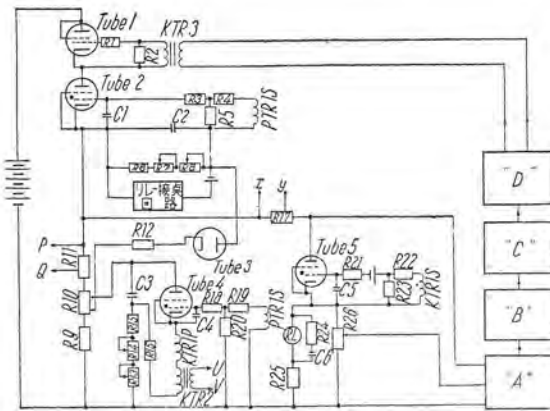 Tube 1
R1
R2
KTR3
Tube 2
C1
R3
R4
R5
C2
PTR1S
R6
R7
R8
リレー接点
回路
"D"
"C"
"B"
"A"
P
Q
R11
R10
R9
R12
Tube 3
x
y
R17
Tube 5
R21
R22
C5
R23
KTR1S
C3
Tube 4
R18
R19
C4
R20
PTR1S
KTR1P
KTR2
U
V
R24
C6
R25
R26